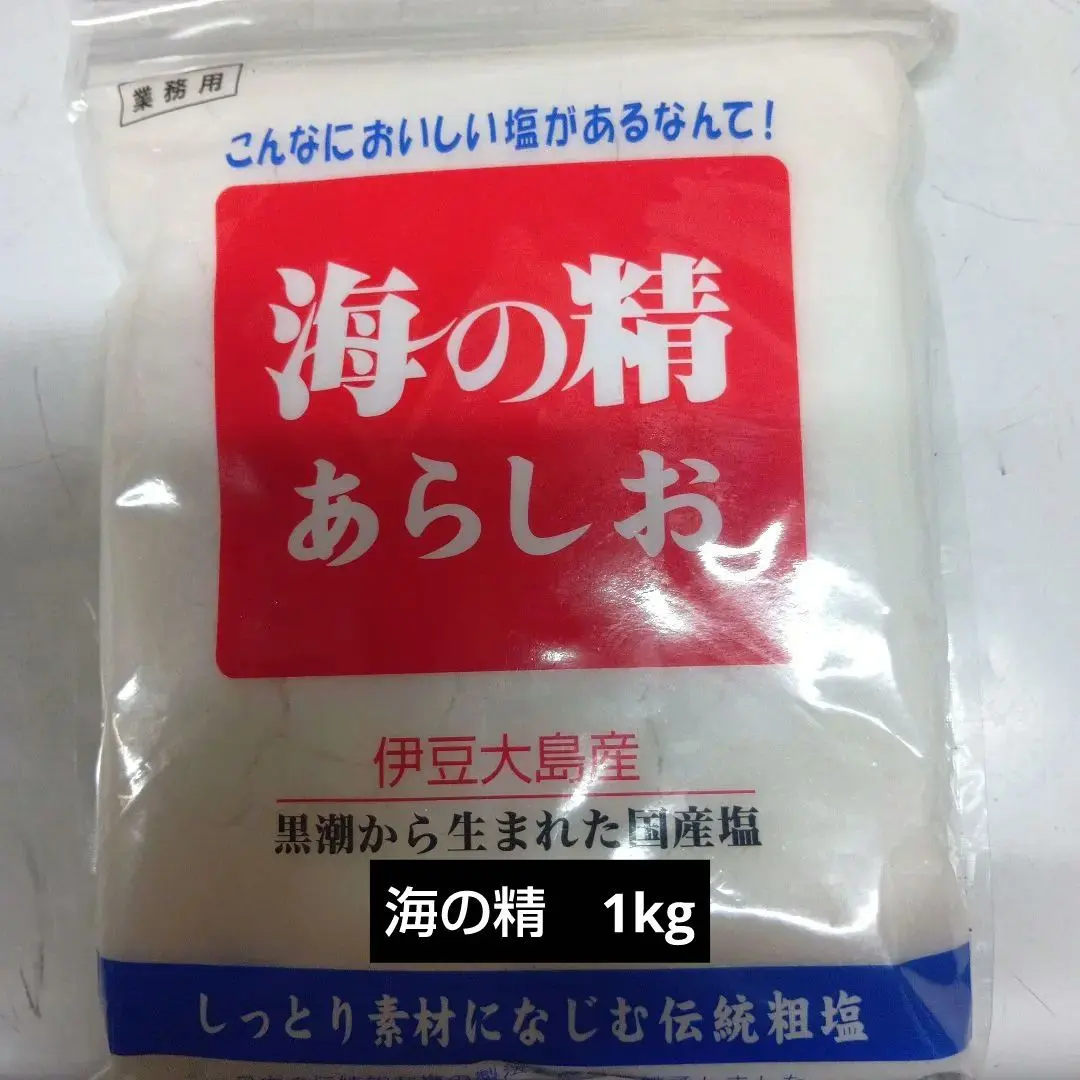 業務用
こんなにおいしい塩があるなんて!
海の精
あらしお
伊豆大島産
黒潮から生まれた国産塩
海の精　1kg
しっとり素材になじむ伝統粗塩